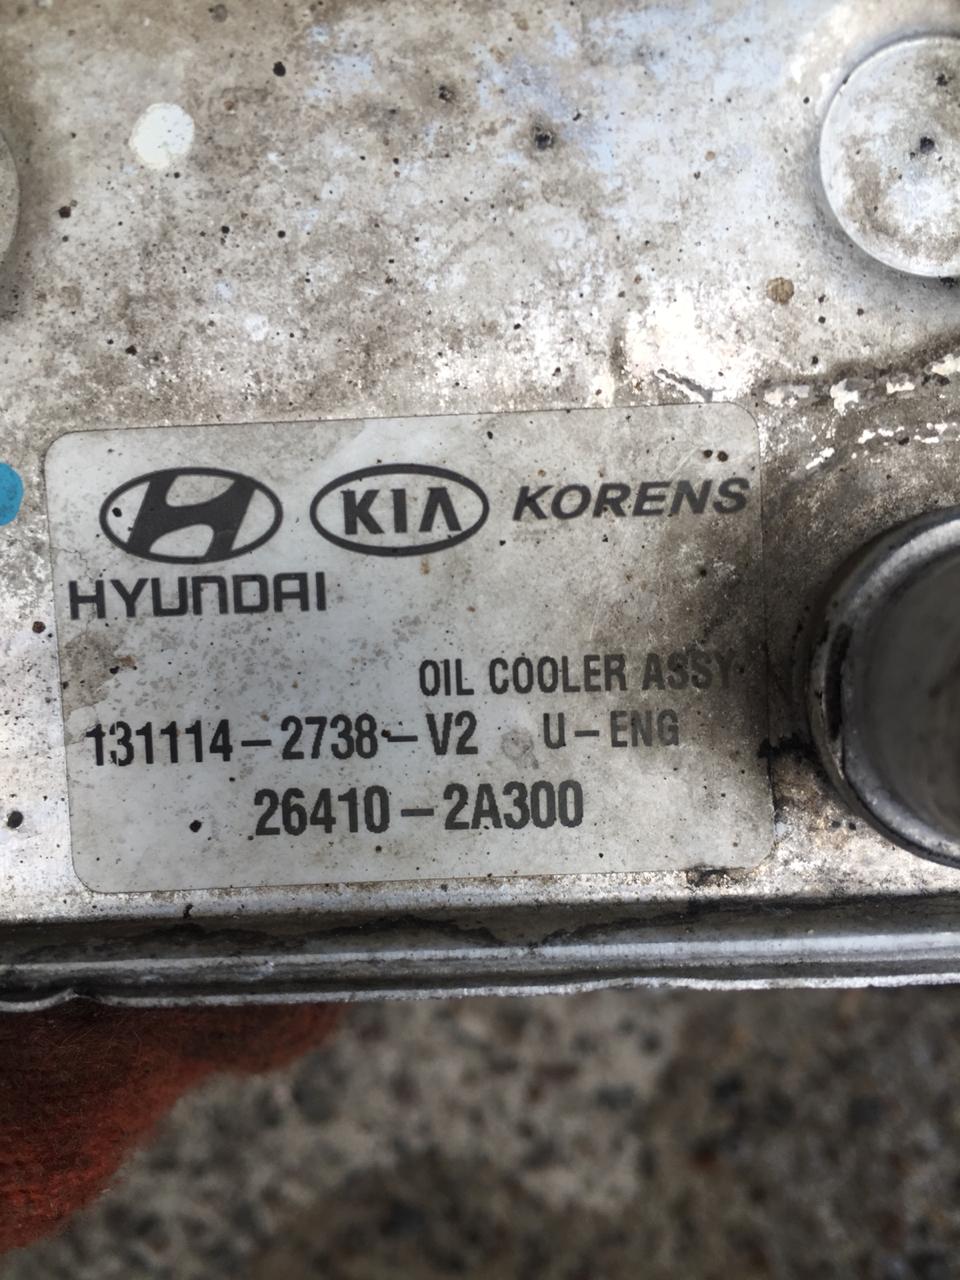 KIA KORENS
HYUNDAI
OIL COOLER ASSY
131114-2738-V2 U-ENG
26410-2A300